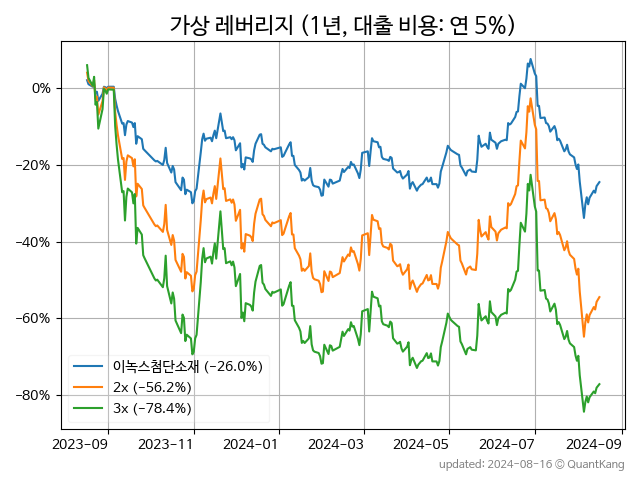 가상 레버리지 (1년, 대출 비용: 연 5%)
0%
−20%
−40%
−60%
−80%
이녹스첨단소재 (−26.0%)
2x (−56.2%)
3x (−78.4%)
2023-09 2023-11 2024-01 2024-03 2024-05 2024-07 2024-09
updated: 2024-08-16 © QuantKang